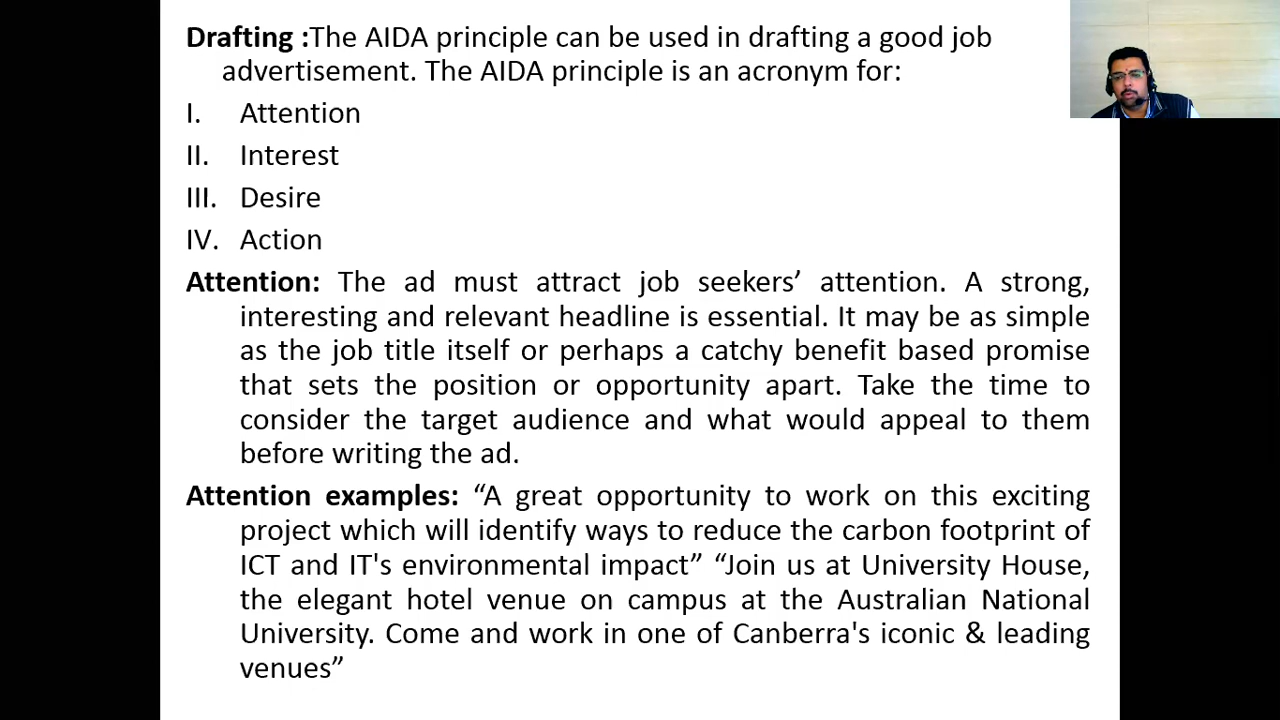 Drafting :The AIDA principle can be used in drafting a good job
advertisement. The AIDA principle is an acronym for:
I. Attention
II. Interest
III. Desire
IV. Action
Attention: The ad must attract job seekers’ attention. A strong,
interesting and relevant headline is essential. It may be as simple
as the job title itself or perhaps a catchy benefit based promise
that sets the position or opportunity apart. Take the time to
consider the target audience and what would appeal to them
before writing the ad.
Attention examples: “A great opportunity to work on this exciting
project which will identify ways to reduce the carbon footprint of
ICT and IT's environmental impact” “Join us at University House,
the elegant hotel venue on campus at the Australian National
University. Come and work in one of Canberra's iconic & leading
venues”